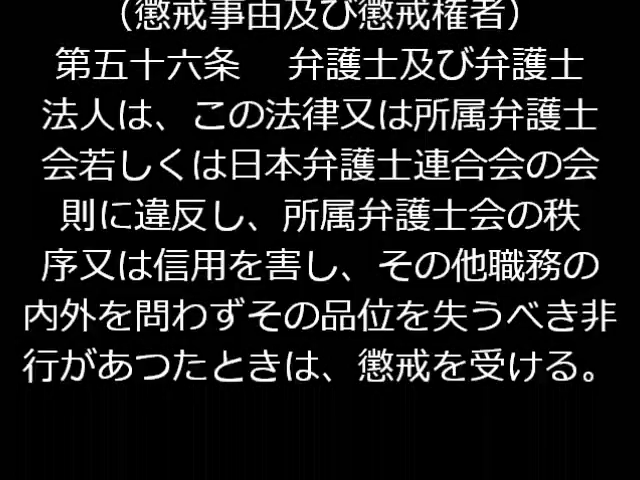 （懲戒事由及び懲戒権者）
第五十六条　弁護士及び弁護士
法人は、この法律又は所属弁護士
会若しくは日本弁護士連合会の会
則に違反し、所属弁護士会の秩
序又は信用を害し、その他職務の
内外を問わずその品位を失うべき非
行があつたときは、懲戒を受ける。